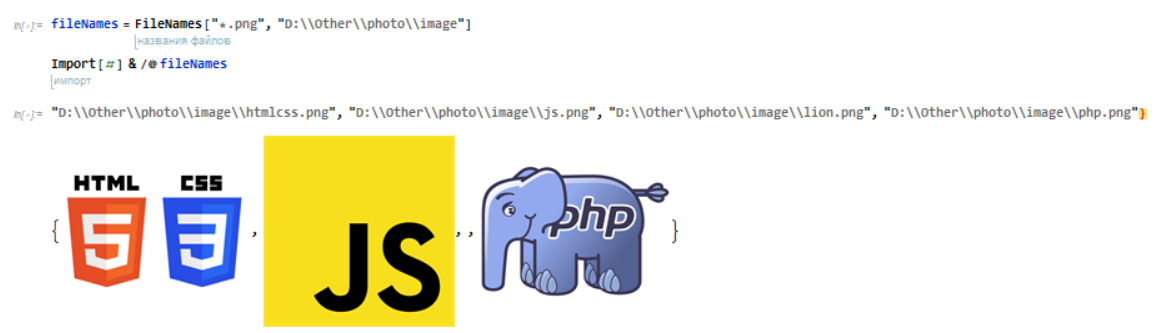 In[-]:= fileNames = FileNames["*.png", "D:\\Other\\photo\\image"]
названия файлов
Import[#] & /@ fileNames
импорт
In[-]:= "D:\\Other\\photo\\image\\htmlcss.png", "D:\\Other\\photo\\image\\js.png", "D:\\Other\\photo\\image\\lion.png", "D:\\Other\\photo\\image\\php.png"}
HTML CSS
{ 5 3 , JS , , php }